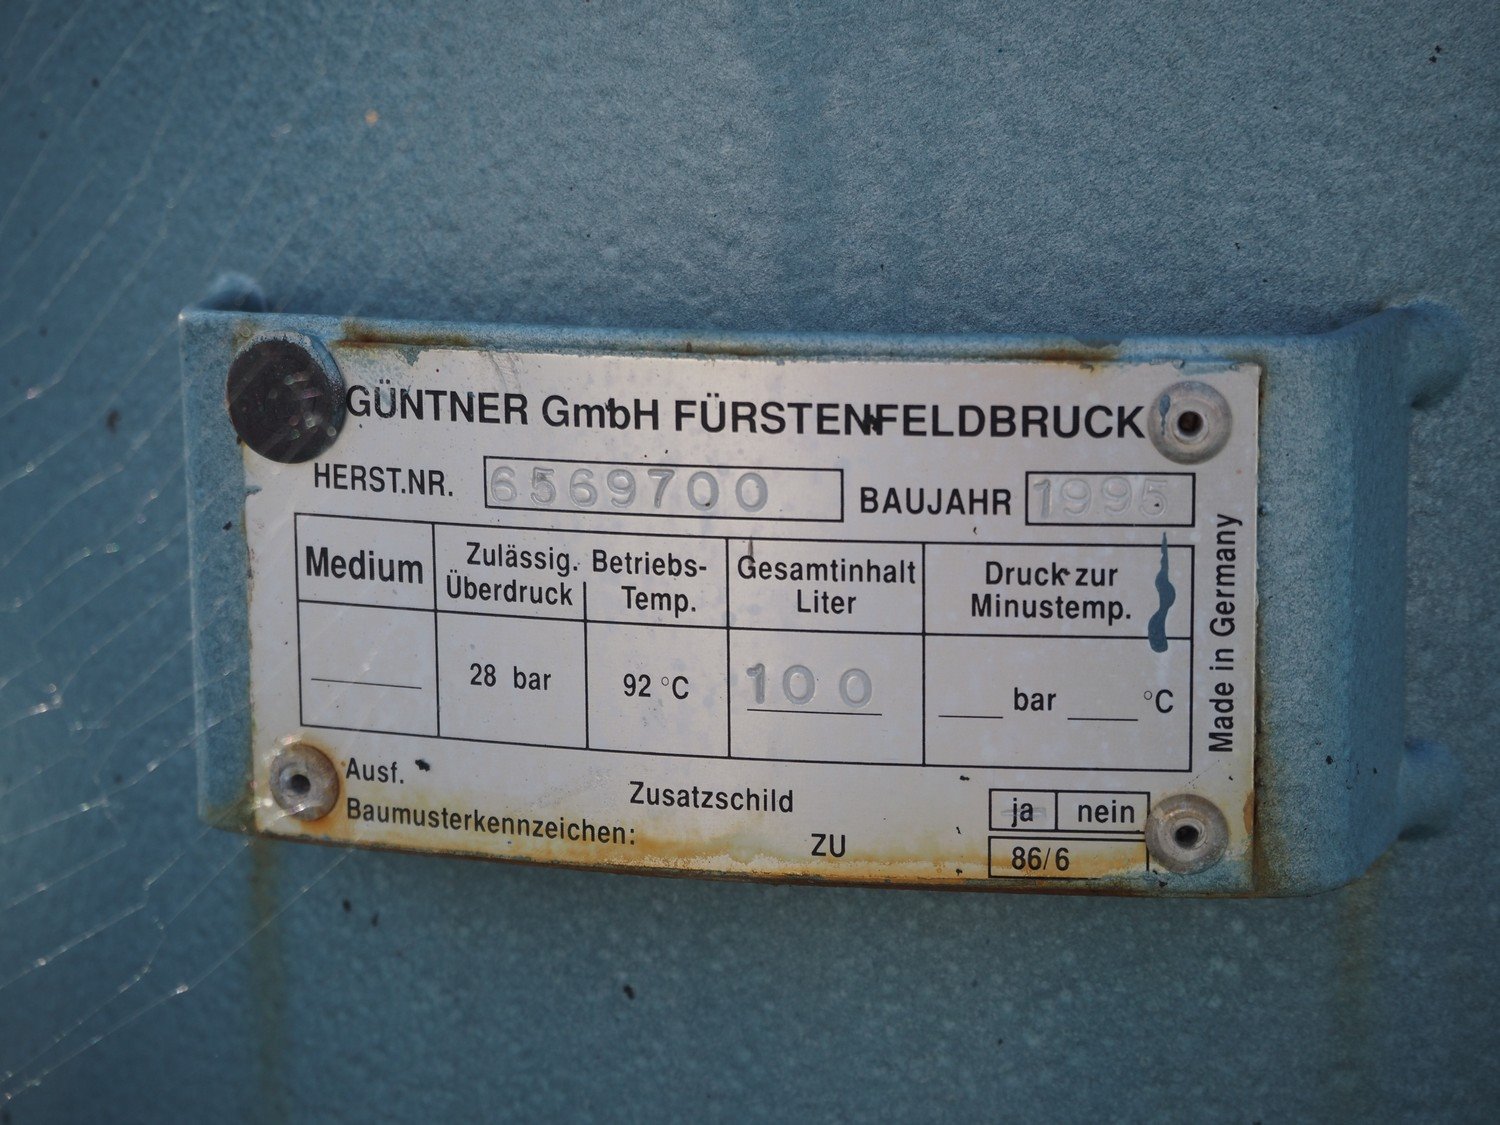 GÜNTNER GmbH FÜRSTENFELDBRUCK
HERST.NR. 6569700 BAUJAHR 1995
Medium
Zulässig. Überdruck
Betriebs-Temp.
Gesamtinhalt Liter
Druck zur Minustemp.
28 bar
92 °C
100
bar °C
Made in Germany
Ausf.
Baumusterkennzeichen:
Zusatzschild
ja nein
ZU
86/6